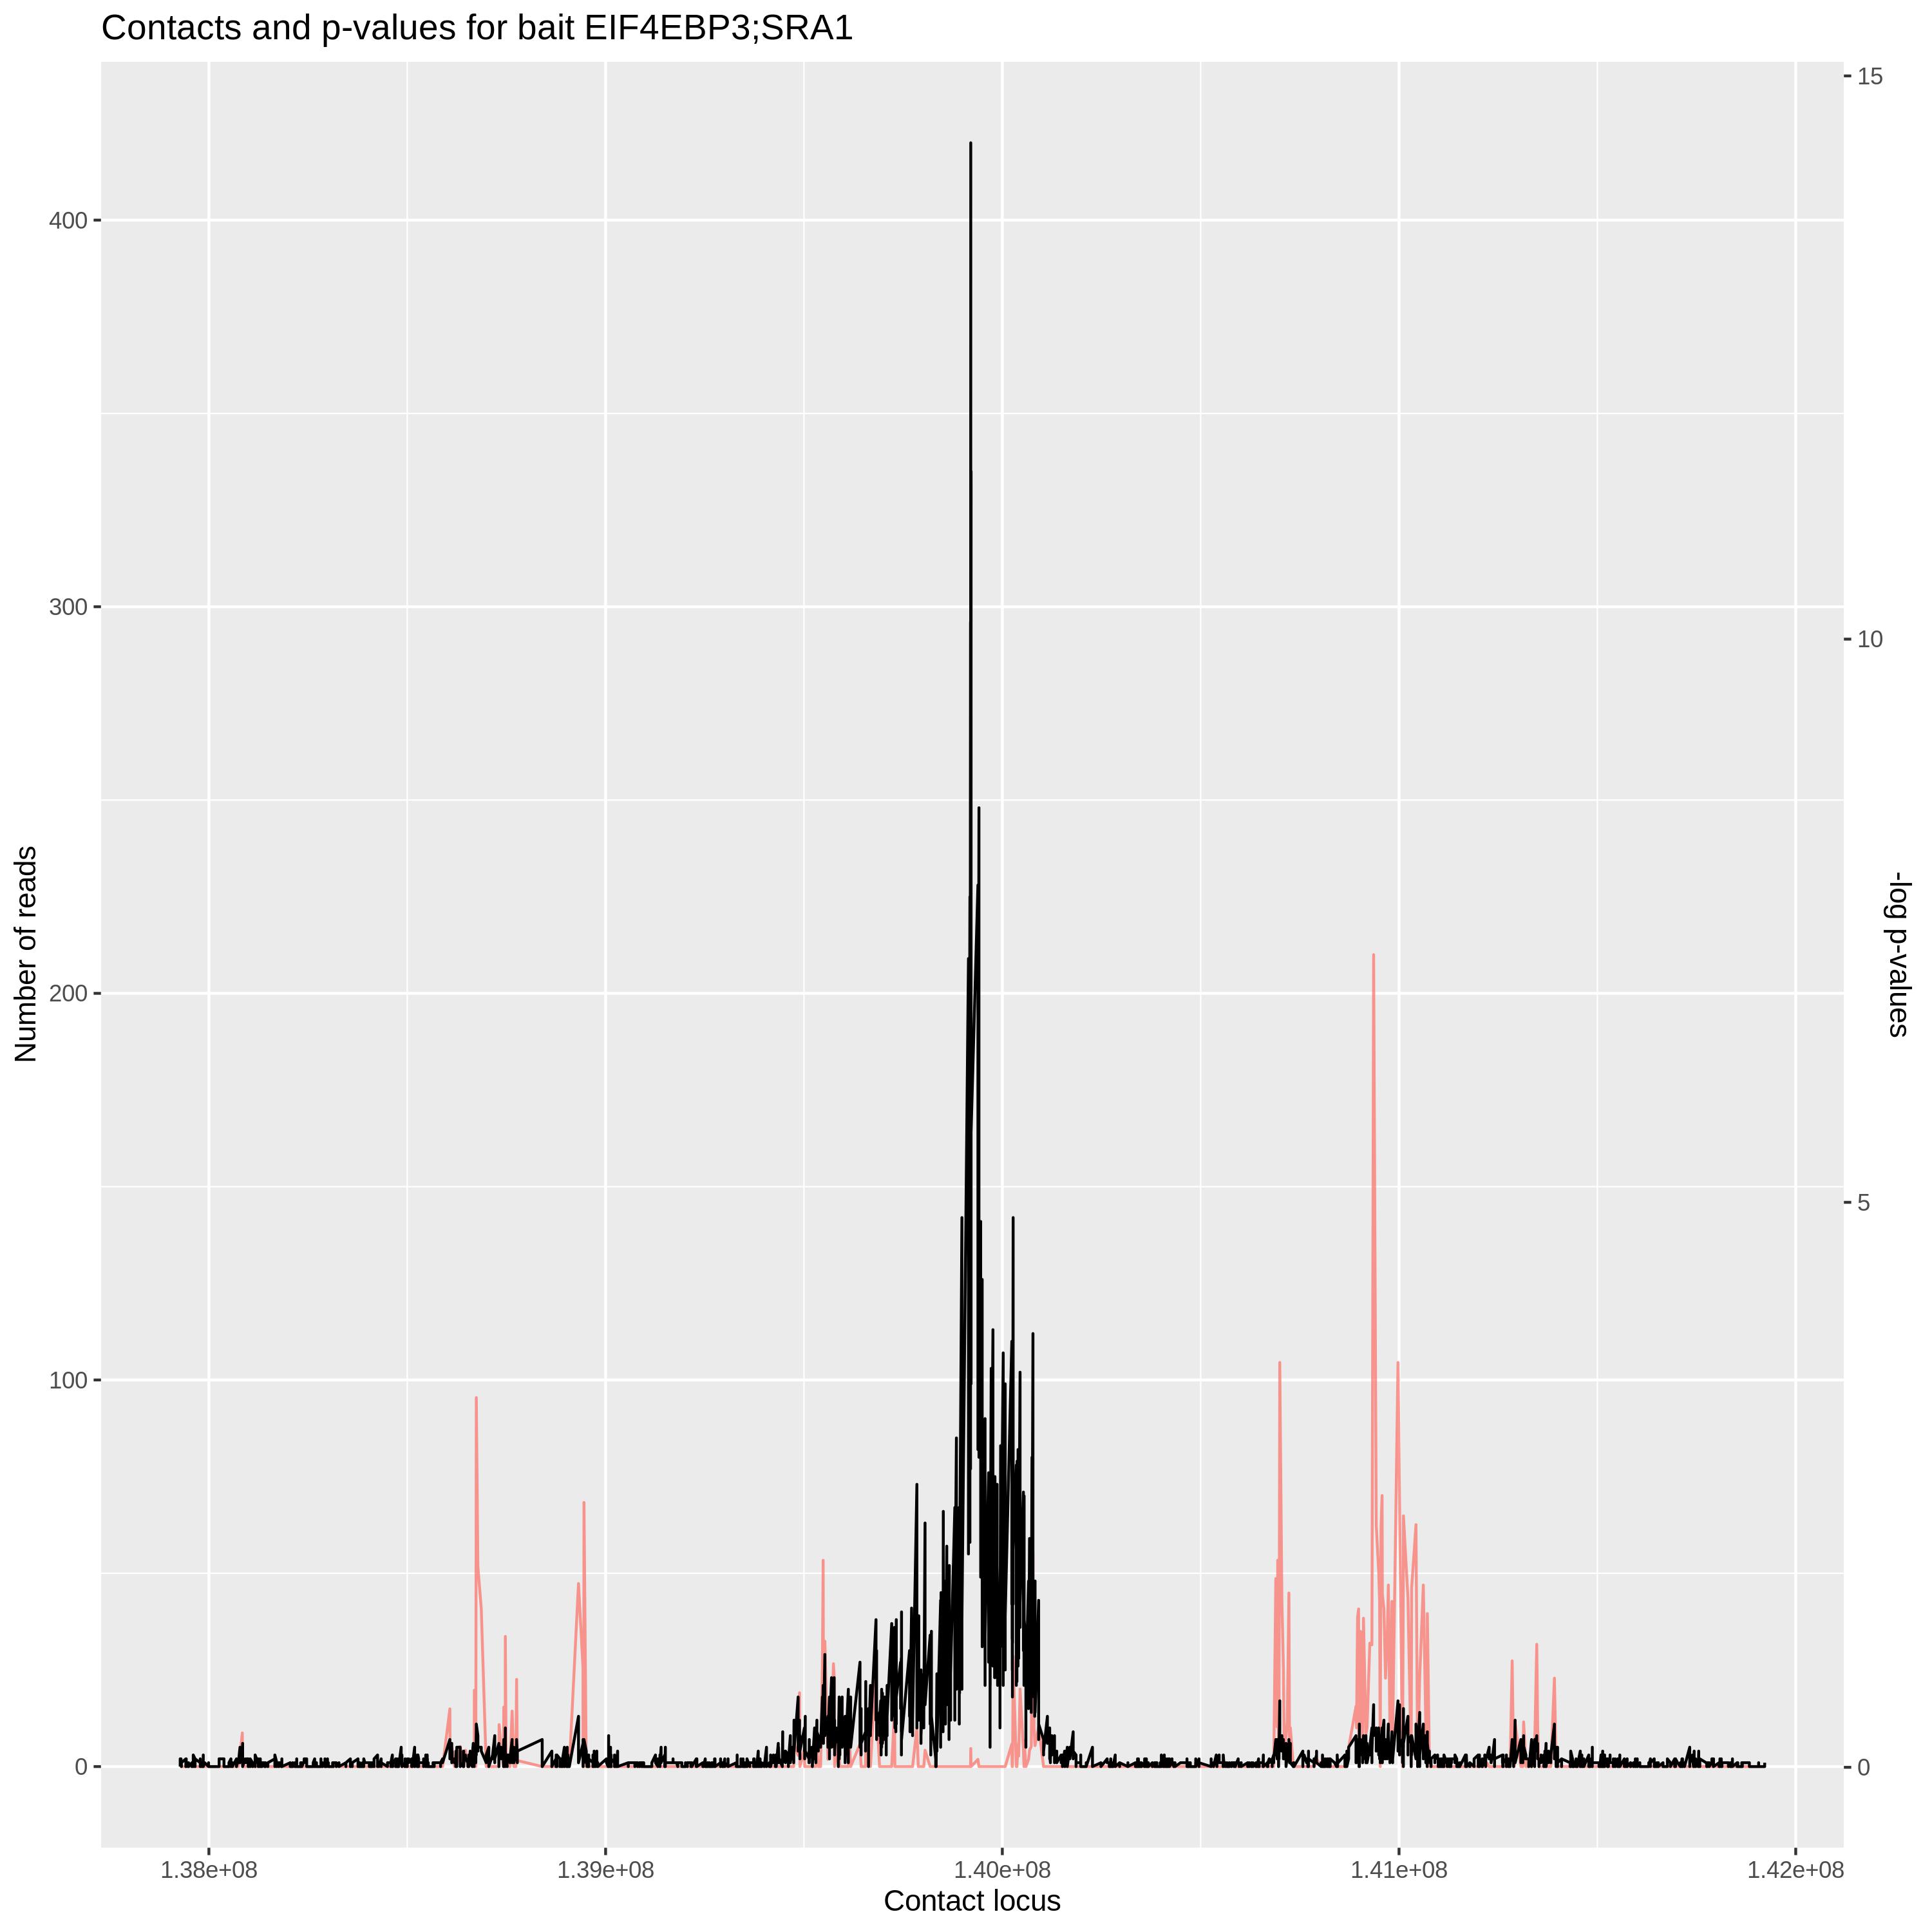 Contacts and p-values for bait EIF4EBP3;SRA1
15
400
300
10
Number of reads
-log p-values
200
5
100
0
0
1.38e+08
1.39e+08
1.40e+08
1.41e+08
1.42e+08
Contact locus